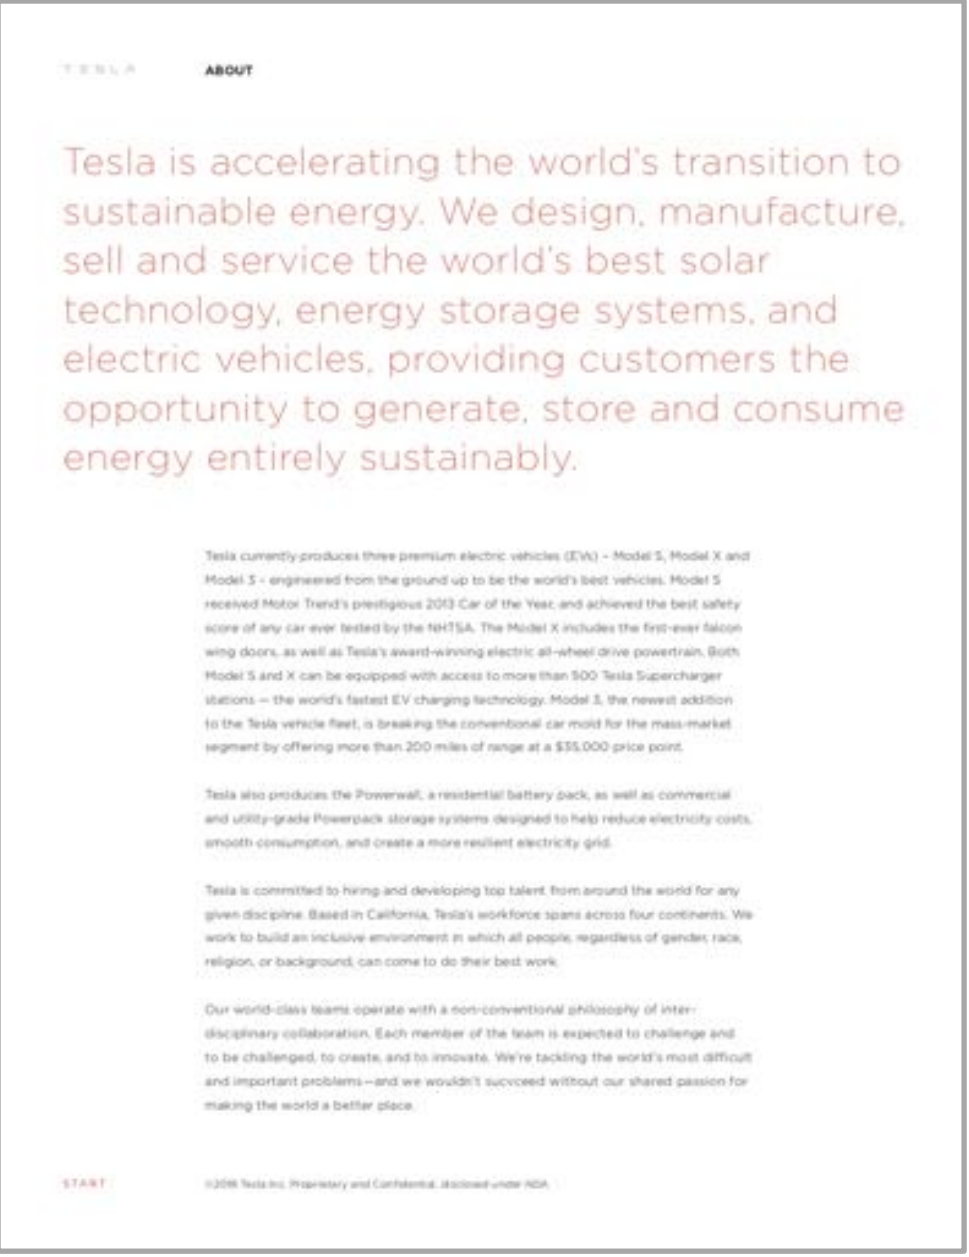 TESLA
ABOUT
Tesla is accelerating the world's transition to
sustainable energy. We design, manufacture,
sell and service the world's best solar
technology, energy storage systems, and
electric vehicles, providing customers the
opportunity to generate, store and consume
energy entirely sustainably.
Tesla currently produces three premium electric vehicles (EVs) – Model S, Model X and
Model 3 - engineered from the ground up to be the world's best vehicles. Model S
received Motor Trend's prestigious 2013 Car of the Year, and achieved the best safety
score of any car ever tested by the NHTSA. The Model X includes the first-ever falcon
wing doors, as well as Tesla's award-winning electric all-wheel drive powertrain. Both
Model S and X can be equipped with access to more than 500 Tesla Supercharger
stations — the world's fastest EV charging technology. Model 3, the newest addition
to the Tesla vehicle fleet, is breaking the conventional car mold for the mass-market
segment by offering more than 200 miles of range at a $35,000 price point.
Tesla also produces the Powerwall, a residential battery pack, as well as commercial
and utility-grade Powerpack storage systems designed to help reduce electricity costs,
smooth consumption, and create a more resilient electricity grid.
Tesla is committed to hiring and developing top talent from around the world for any
given discipline. Based in California, Tesla's workforce spans across four continents. We
work to build an inclusive environment in which all people, regardless of gender, race,
religion, or background, can come to do their best work.
Our world-class teams operate with a non-conventional philosophy of inter-
disciplinary collaboration. Each member of the team is expected to challenge and
to be challenged, to create, and to innovate. We're tackling the world's most difficult
and important problems—and we wouldn't sucvceed without our shared passion for
making the world a better place.
START
Tesla Inc. Proprietary and Confidential, disclosed under NDA